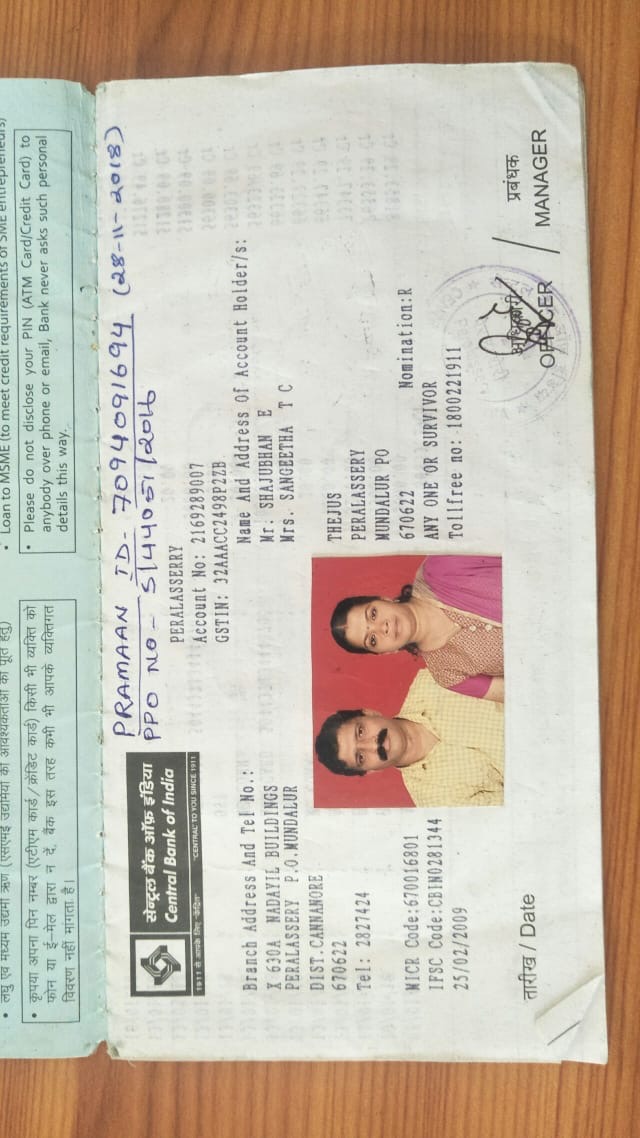 • लघु एवं मध्यम उद्यमी ऋण (एसएमई उद्यमियों की आवश्यकताओं की पूर्ति हेतु)
• कृपया अपना पिन नम्बर (एटीएम कार्ड/क्रेडिट कार्ड) किसी भी व्यक्ति को
फोन या ई-मेल द्वारा न दें, बैंक इस तरह कभी भी आपके व्यक्तिगत
विवरण नहीं मांगता है।
• Loan to MSME (to meet credit requirements of SME entrepreneurs)
• Please do not disclose your PIN (ATM Card/Credit Card) to
anybody over phone or email, Bank never asks such personal
details this way.
PRAMAAN ID- 7094091694 (28-11-2018)
PPO NO - 5/44051/2016
सेन्ट्रल बैंक ऑफ़ इंडिया
Central Bank of India
1911 से आपके लिए "केंद्रित" "CENTRAL" TO YOU SINCE 1911
PERALASSERRY
Account No: 2169289007
GSTIN: 32AAACC2498P2ZB
Branch Address And Tel No.:
X 630A NADAYIL BUILDINGS
PERALASSERY P.O.MUNDALUR
DIST.CANNANORE
670622
Tel: 2827424
MICR Code:670016801
IFSC Code:CBIN0281344
25/02/2009
Name And Address Of Account Holder/s:
Mr. SHAJUBHAN E
Mrs. SANGEETHA T C
THEJUS
PERALASSERY
MUNDALUR PO
670622 Nomination:R
ANY ONE OR SURVIVOR
Tollfree no: 1800221911
तारीख / Date
अधिकारी
OFFICER
/
प्रबंधक
MANAGER